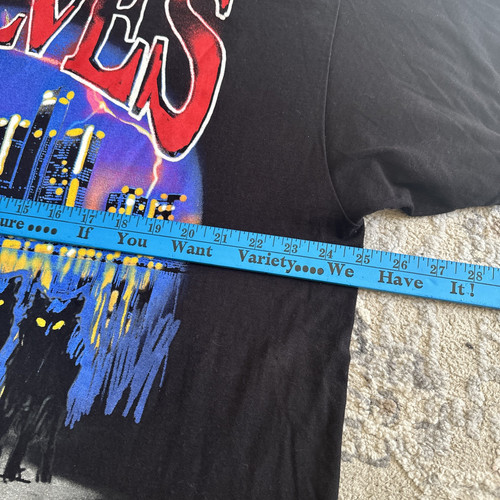 LVES
15 16 17 18 19 20 21 22 23 24 25 26 27 28
ure •••• If You Want Variety •••• We Have It!